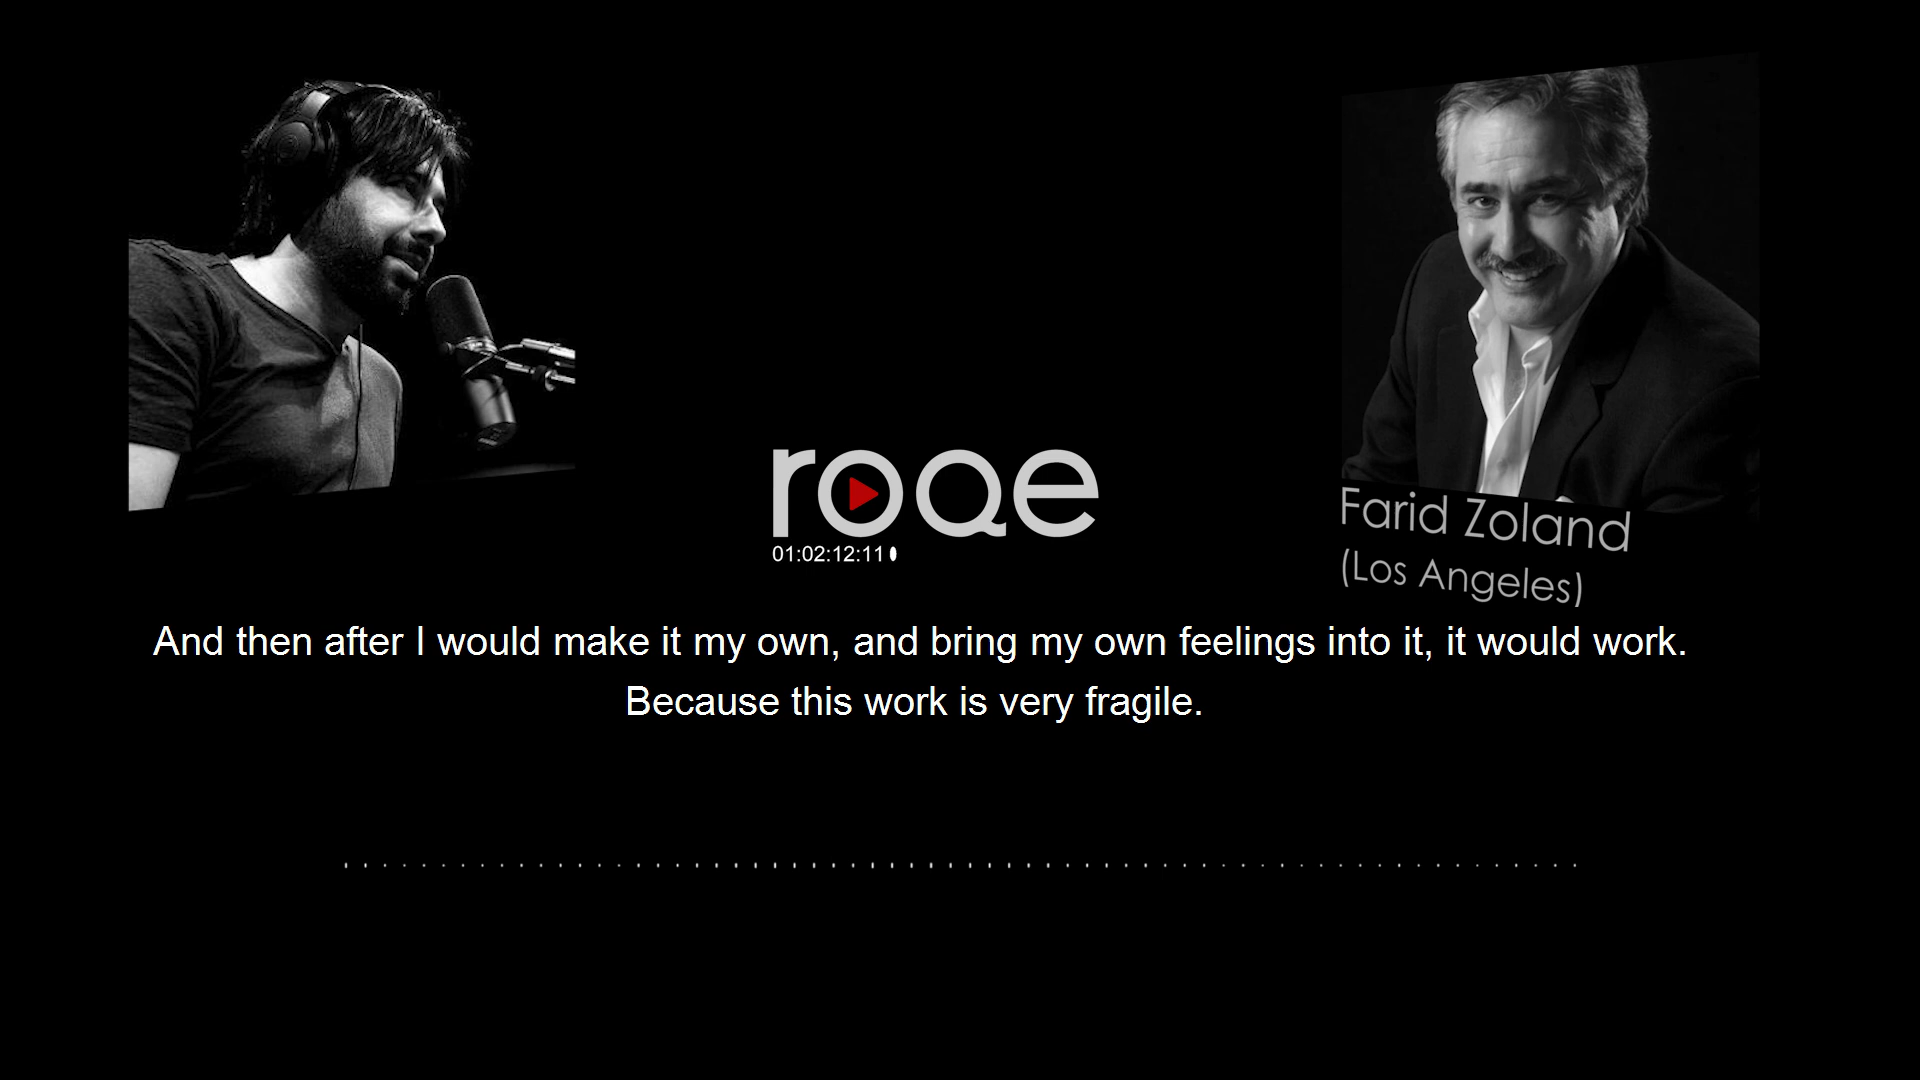 roqe
01:02:12:11
Farid Zoland
(Los Angeles)
And then after I would make it my own, and bring my own feelings into it, it would work.
Because this work is very fragile.